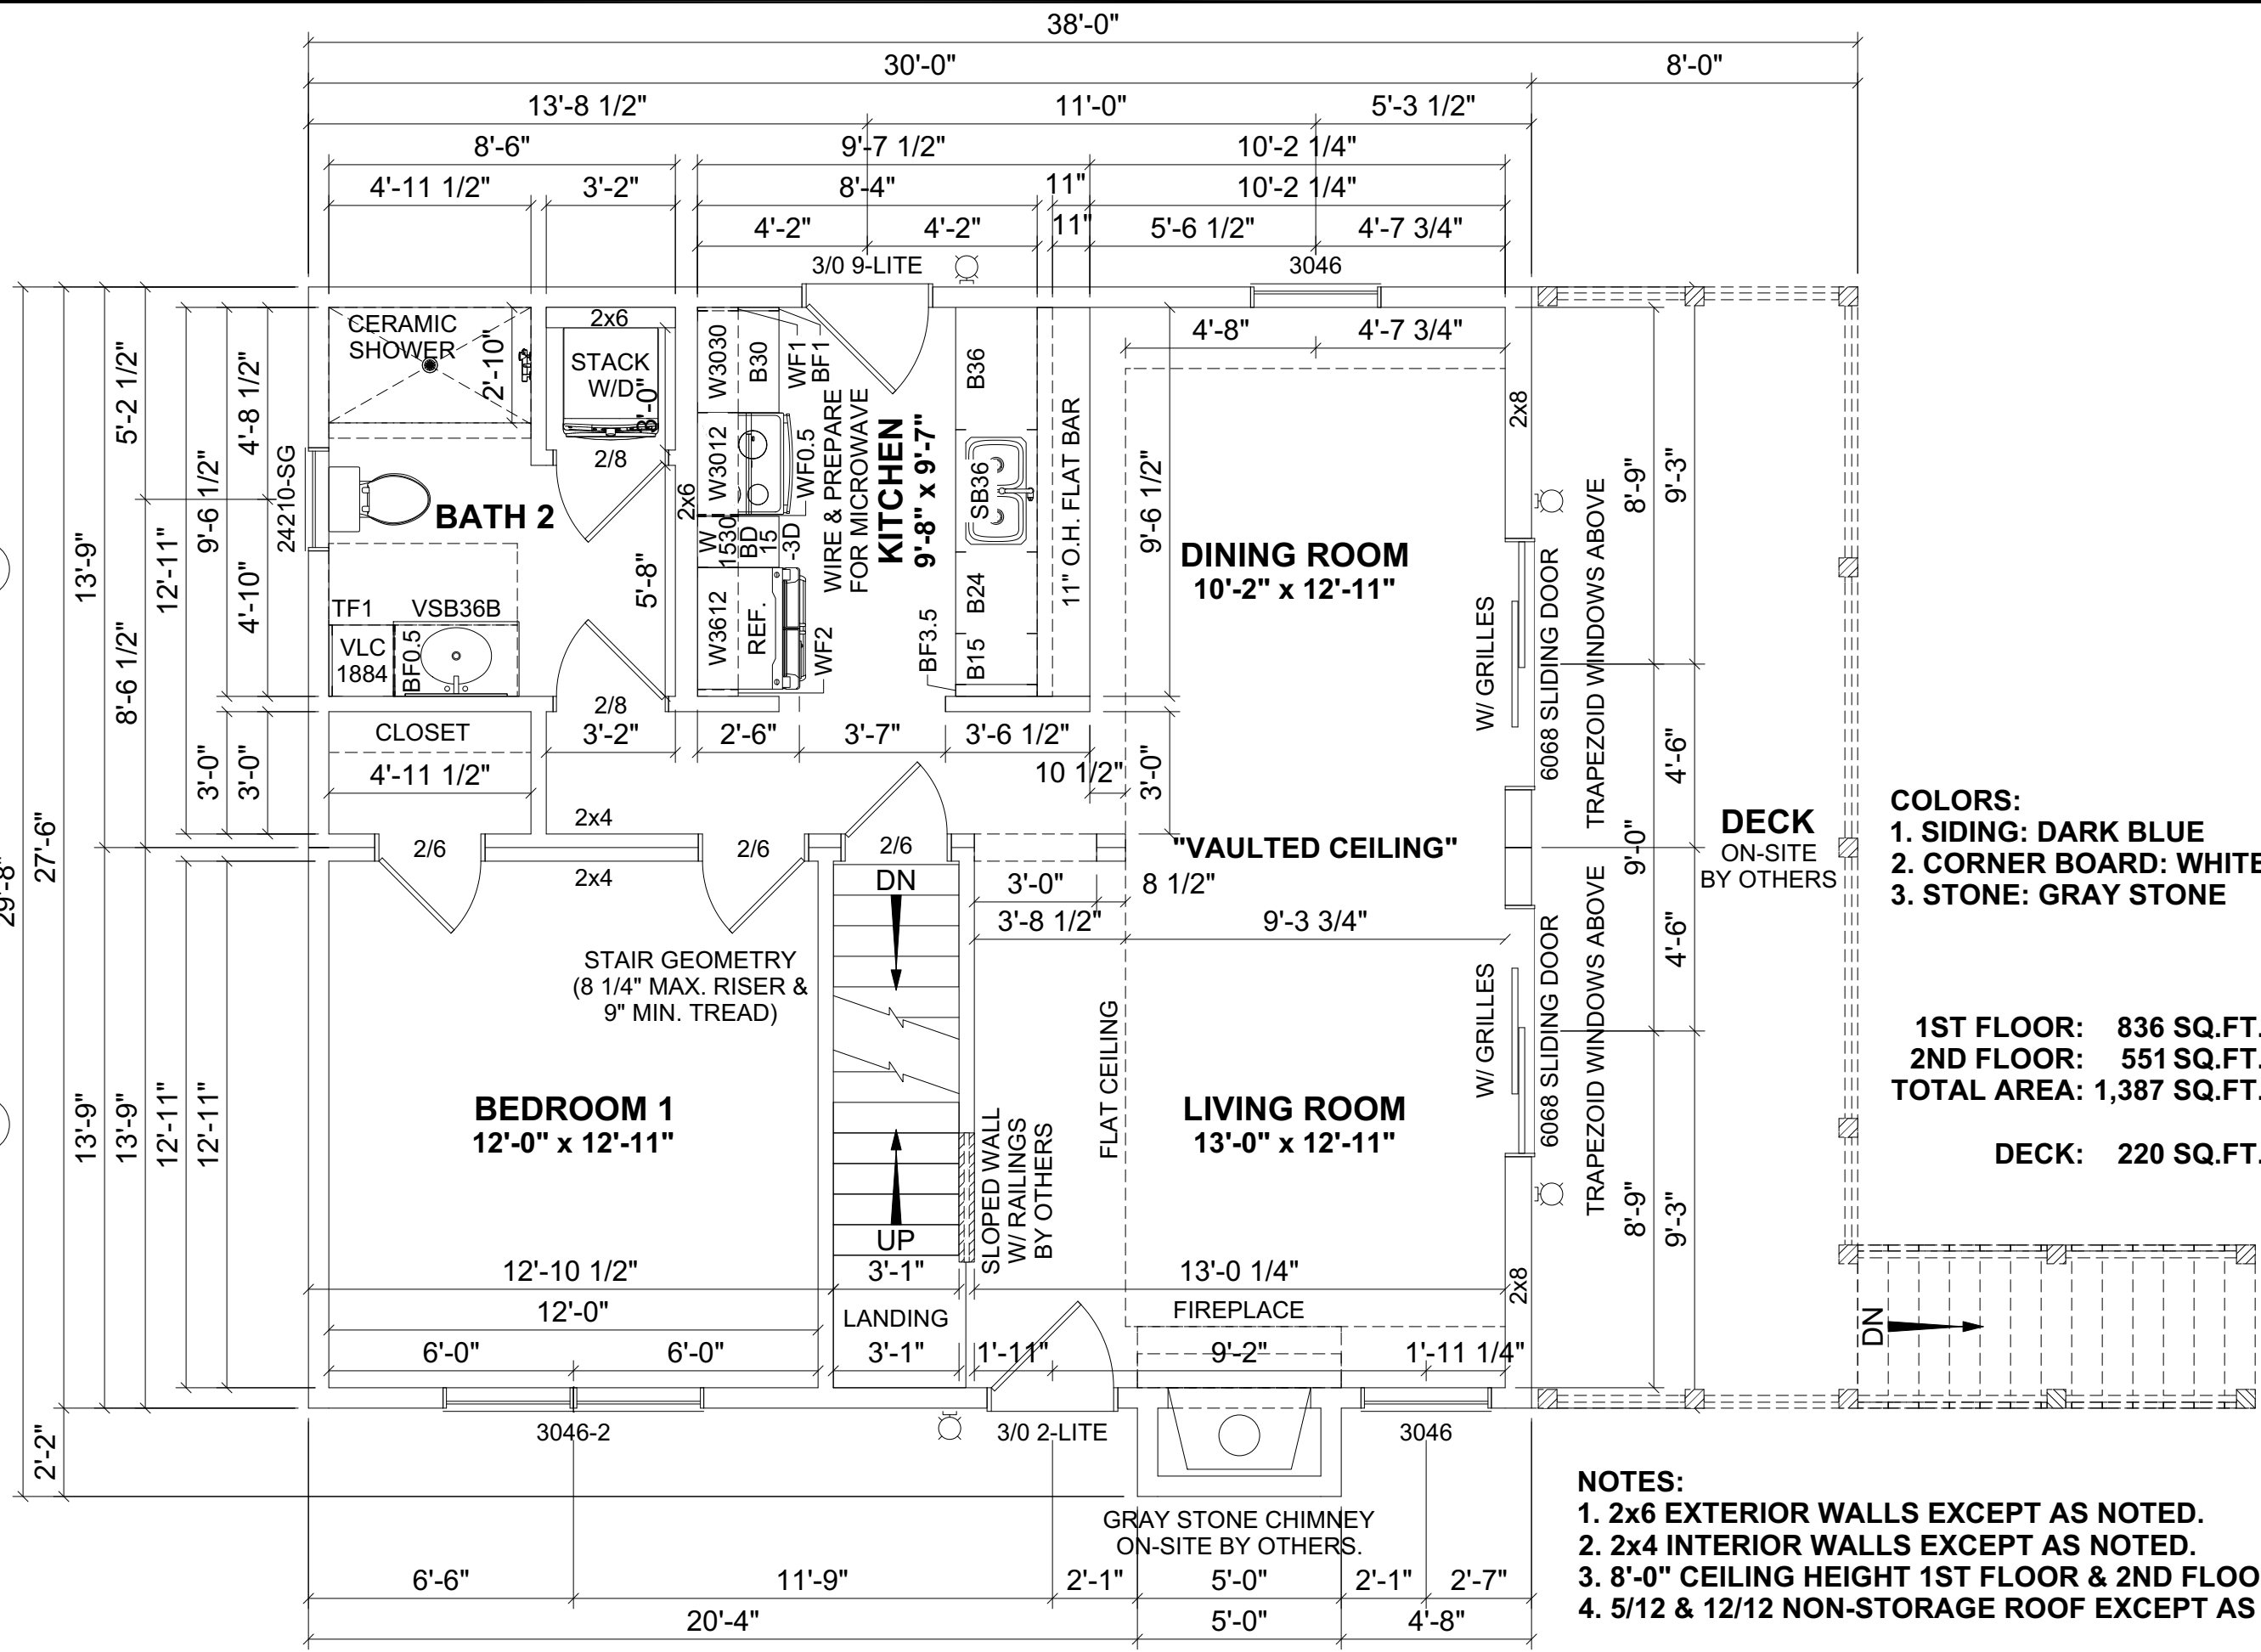 38'-0"
30'-0"
8'-0"
13'-8 1/2"
11'-0"
5'-3 1/2"
8'-6"
9'-7 1/2"
10'-2 1/4"
4'-11 1/2"
3'-2"
8'-4"
11"
10'-2 1/4"
4'-2"
4'-2"
11"
5'-6 1/2"
4'-7 3/4"
3/0 9-LITE
3046
29'-8"
27'-6"
2'-2"
13'-9"
13'-9"
5'-2 1/2"
8'-6 1/2"
13'-9"
12'-11"
12'-11"
9'-6 1/2"
3'-0"
12'-11"
4'-8 1/2"
4'-10"
3'-0"
24210-SG
CERAMIC
SHOWER
2'-10"
2x6
STACK
W/D
3'-0"
2/8
BATH 2
5'-8"
2x6
TF1
VSB36B
VLC
1884
BF0.5
2/8
3'-2"
CLOSET
4'-11 1/2"
W3030
B30
WF1
BF1
W3012
WF0.5
W
1530
BD
15
-3D
W3612
REF.
WF2
WIRE & PREPARE
FOR MICROWAVE
KITCHEN
9'-8" x 9'-7"
B36
SB36
B24
B15
BF3.5
11" O.H. FLAT BAR
2'-6"
3'-7"
3'-6 1/2"
10 1/2"
3'-0"
4'-8"
4'-7 3/4"
9'-6 1/2"
DINING ROOM
10'-2" x 12'-11"
2x8
W/ GRILLES
6068 SLIDING DOOR
TRAPEZOID WINDOWS ABOVE
8'-9"
9'-3"
4'-6"
9'-0"
4'-6"
8'-9"
9'-3"
DECK
ON-SITE
BY OTHERS
"VAULTED CEILING"
2x4
2/6
2/6
2/6
2x4
DN
3'-0"
8 1/2"
3'-8 1/2"
9'-3 3/4"
STAIR GEOMETRY
(8 1/4" MAX. RISER &
9" MIN. TREAD)
BEDROOM 1
12'-0" x 12'-11"
FLAT CEILING
LIVING ROOM
13'-0" x 12'-11"
W/ GRILLES
6068 SLIDING DOOR
TRAPEZOID WINDOWS ABOVE
2x8
SLOPED WALL
W/ RAILINGS
BY OTHERS
UP
12'-10 1/2"
3'-1"
13'-0 1/4"
12'-0"
LANDING
FIREPLACE
6'-0"
6'-0"
3'-1"
1'-11"
9'-2"
1'-11 1/4"
3046-2
3/0 2-LITE
3046
DN
GRAY STONE CHIMNEY
ON-SITE BY OTHERS.
6'-6"
11'-9"
2'-1"
5'-0"
2'-1"
2'-7"
20'-4"
5'-0"
4'-8"
COLORS:
1. SIDING: DARK BLUE
2. CORNER BOARD: WHITE
3. STONE: GRAY STONE
1ST FLOOR: 836 SQ.FT.
2ND FLOOR: 551 SQ.FT.
TOTAL AREA: 1,387 SQ.FT.
DECK: 220 SQ.FT.
NOTES:
1. 2x6 EXTERIOR WALLS EXCEPT AS NOTED.
2. 2x4 INTERIOR WALLS EXCEPT AS NOTED.
3. 8'-0" CEILING HEIGHT 1ST FLOOR & 2ND FLOO
4. 5/12 & 12/12 NON-STORAGE ROOF EXCEPT AS